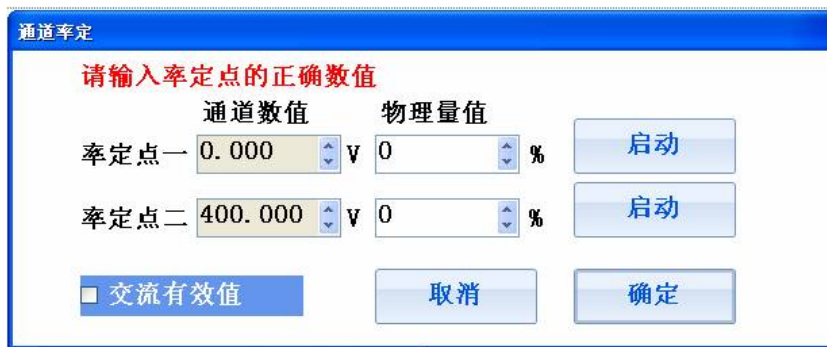 通道率定
请输入率定点的正确数值
通道数值 物理量值
率定点一 0.000 V 0 % 启动
率定点二 400.000 V 0 % 启动
交流有效值 取消 确定